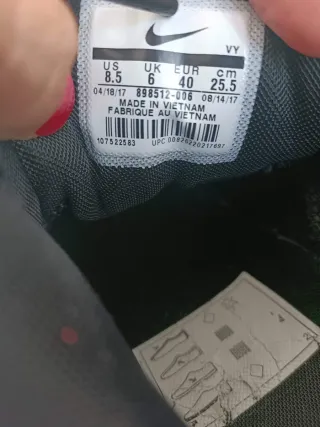 VY
US UK EUR cm
8.5 6 40 25.5
04/18/17 898512-006 08/14/17
MADE IN VIETNAM
FABRIQUE AU VIETNAM
107522583